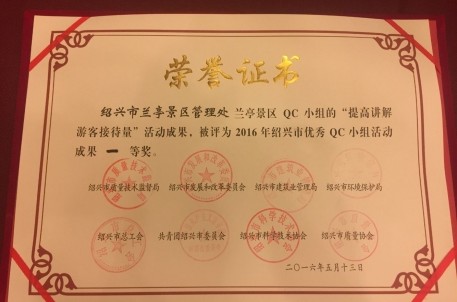 荣誉证书
绍兴市兰亭景区管理处 兰亭景区 QC 小组的“提高讲解
游客接待量”活动成果，被评为 2016 年绍兴市优秀 QC 小组活动
成果 一 等奖。
绍兴市质量技术监督局 绍兴市发展和改革委员会 绍兴市建筑业管理局 绍兴市环境保护局
绍兴市总工会 共青团绍兴市委员会 绍兴市科学技术协会 绍兴市质量协会
二〇一六年五月十三日